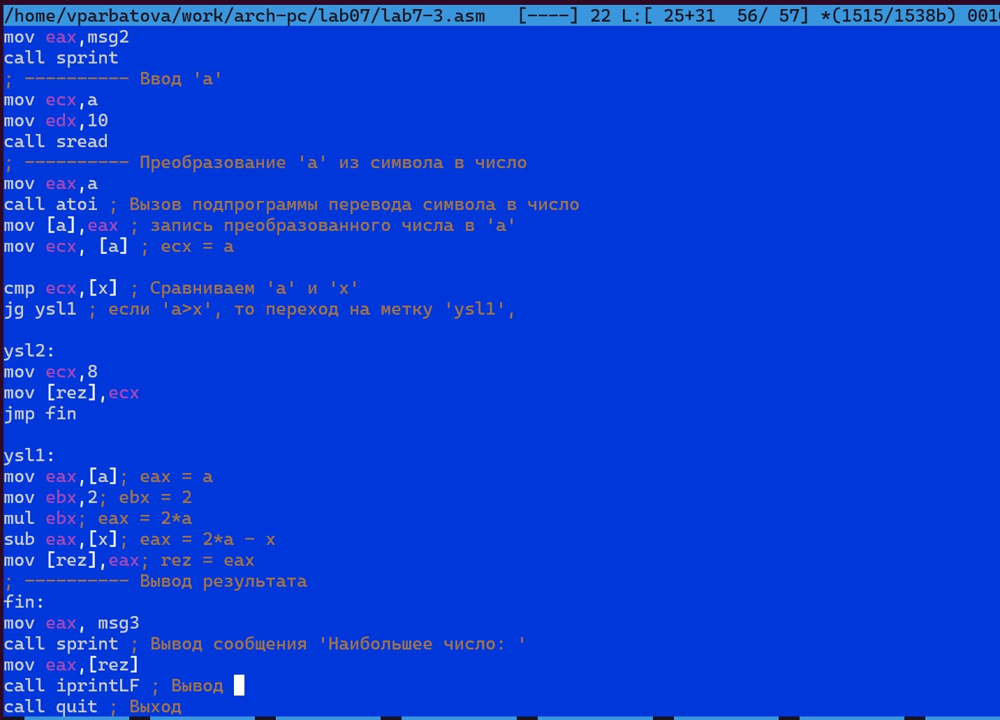 /home/vparbatova/work/arch-pc/lab07/lab7-3.asm   [----] 22 L:[ 25+31  56/ 57] *(1515/1538b) 001
mov eax,msg2
call sprint
; ---------- Ввод 'a'
mov ecx,a
mov edx,10
call sread
; ---------- Преобразование 'a' из символа в число
mov eax,a
call atoi ; Вызов подпрограммы перевода символа в число
mov [a],eax ; запись преобразованного числа в 'a'
mov ecx, [a] ; ecx = a
cmp ecx,[x] ; Сравниваем 'a' и 'x'
jg ysl1 ; если 'a>x', то переход на метку 'ysl1',
ysl2:
mov ecx,8
mov [rez],ecx
jmp fin
ysl1:
mov eax,[a]; eax = a
mov ebx,2; ebx = 2
mul ebx; eax = 2*a
sub eax,[x]; eax = 2*a - x
mov [rez],eax; rez = eax
; ---------- Вывод результата
fin:
mov eax, msg3
call sprint ; Вывод сообщения 'Наибольшее число: '
mov eax,[rez]
call iprintLF ; Вывод
call quit ; Выход